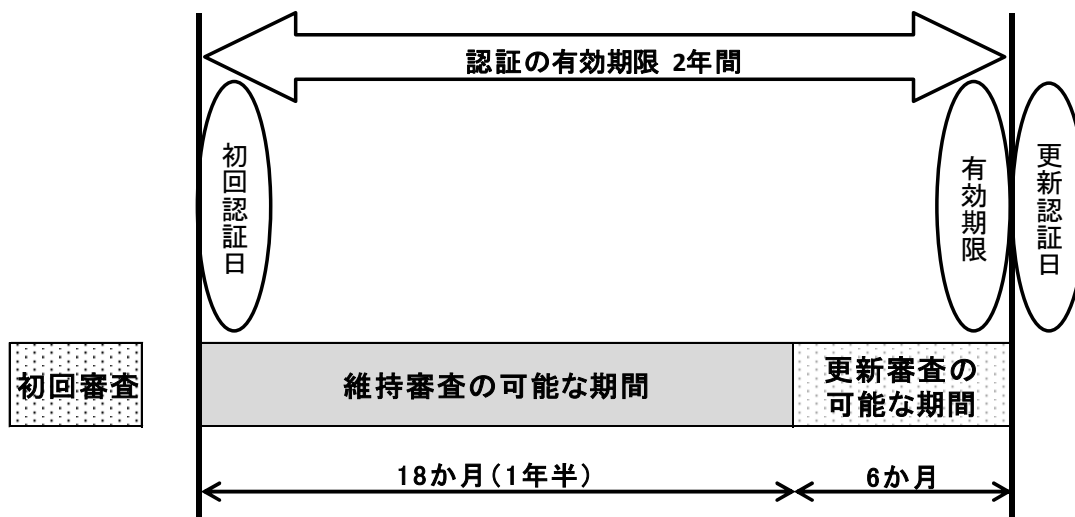 認証の有効期限 2年間
初回認証日
有効期限
更新認証日
初回審査
維持審査の可能な期間
更新審査の
可能な期間
18か月(1年半)
6か月